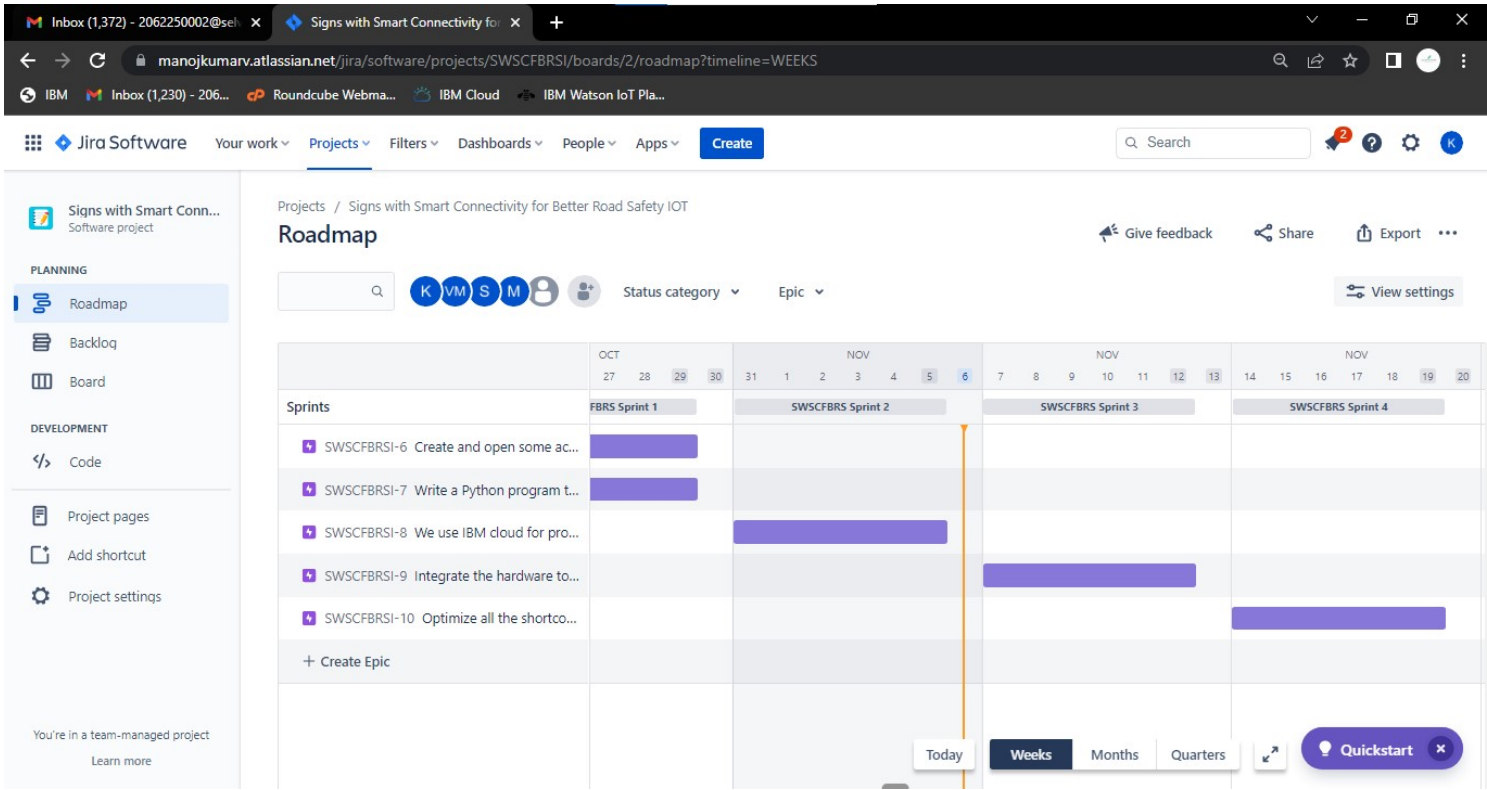 Inbox (1,372) - 2062250002@sel
Signs with Smart Connectivity for
manojkumarv.atlassian.net/jira/software/projects/SWSCFBRSI/boards/2/roadmap?timeline=WEEKS
IBM Inbox (1,230) - 206... Roundcube Webma... IBM Cloud IBM Watson IoT Pla...
Jira Software Your work Projects Filters Dashboards People Apps Create Search 2 K
Signs with Smart Conn...
Software project
PLANNING
Roadmap
Backlog
Board
DEVELOPMENT
Code
Project pages
Add shortcut
Project settings
You're in a team-managed project
Learn more
Projects / Signs with Smart Connectivity for Better Road Safety IOT
Roadmap
Give feedback Share Export
K VM S M Status category Epic View settings
OCT NOV NOV NOV
27 28 29 30 31 1 2 3 4 5 6 7 8 9 10 11 12 13 14 15 16 17 18 19 20
Sprints FBRS Sprint 1 SWSCFBRS Sprint 2 SWSCFBRS Sprint 3 SWSCFBRS Sprint 4
SWSCFBRSI-6 Create and open some ac...
SWSCFBRSI-7 Write a Python program t...
SWSCFBRSI-8 We use IBM cloud for pro...
SWSCFBRSI-9 Integrate the hardware to...
SWSCFBRSI-10 Optimize all the shortco...
+ Create Epic
Today Weeks Months Quarters Quickstart